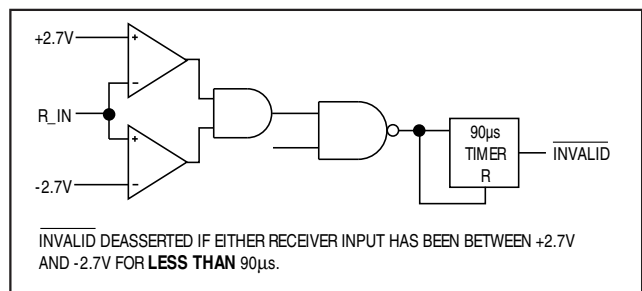 +2.7V
+
-
R_IN
+
-
-2.7V
90µs
TIMER
R
INVALID
INVALID DEASSERTED IF EITHER RECEIVER INPUT HAS BEEN BETWEEN +2.7V
AND -2.7V FOR LESS THAN 90µs.